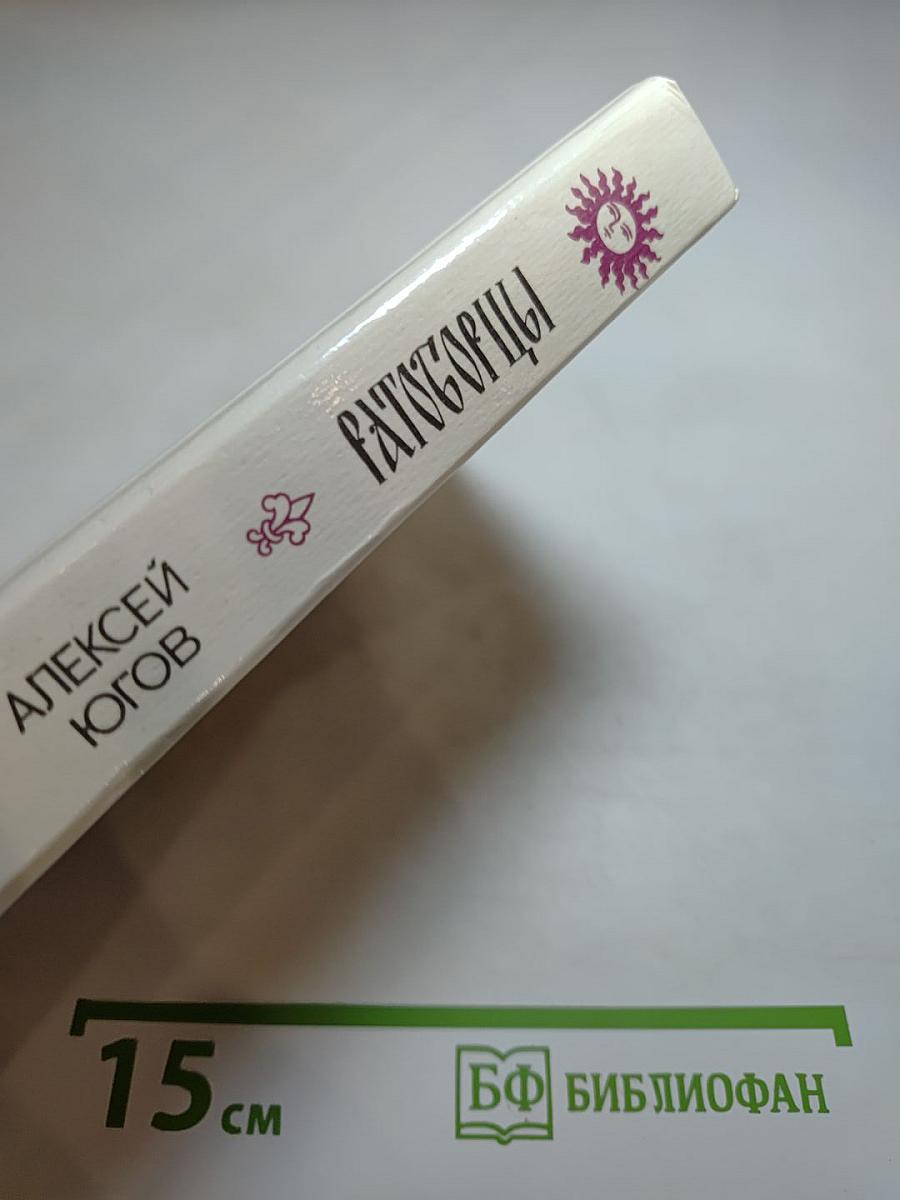 АЛЕКСЕЙ
ЮГОВ
РАТОБОРЦЫ
15 см
БФ БИБЛИОФАН